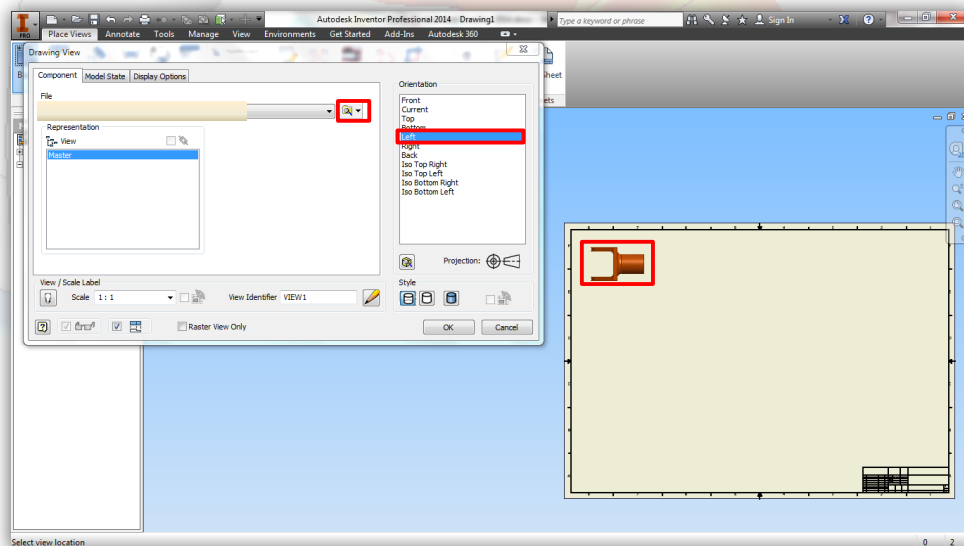 Autodesk Inventor Professional 2014 Drawing1
Type a keyword or phrase
Sign In
PRO
Place Views Annotate Tools Manage View Environments Get Started Add-Ins Autodesk 360
Drawing View
Component Model State Display Options
File
Representation
View
Master
Orientation
Front
Current
Top
Bottom
Left
Right
Back
Iso Top Right
Iso Top Left
Iso Bottom Right
Iso Bottom Left
Projection:
View / Scale Label
Scale 1 : 1
View Identifier VIEW1
Style
Raster View Only
OK Cancel
Select view location
0 2